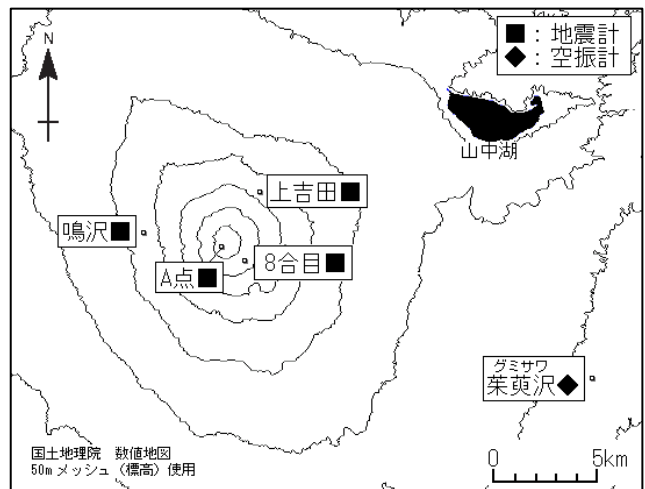 N
■：地震計
◆：空振計
山中湖
上吉田■
鳴沢■
8合目■
A点■
グミサワ
茱萸沢◆
国土地理院　数値地図
50mメッシュ（標高）使用
0 5km